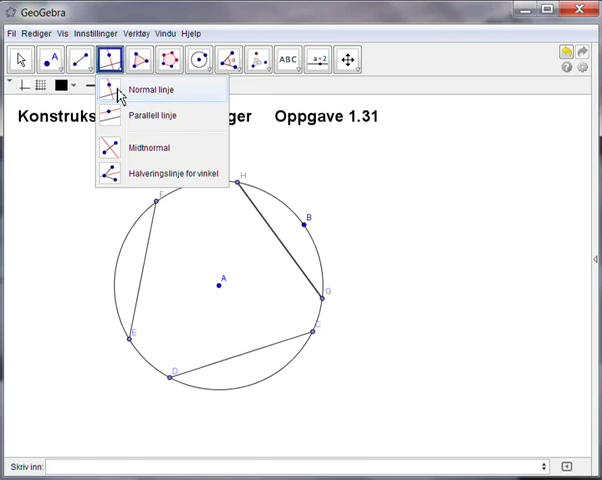 GeoGebra
Fil Rediger Vis Innstillinger Verktøy Vindu Hjelp
A
α
ABC
a=2
Normal linje
Konstruks ger Oppgave 1.31
Parallell linje
Midtnormal
Halveringslinje for vinkel
H
F
B
A
G
C
E
D
Skriv inn: